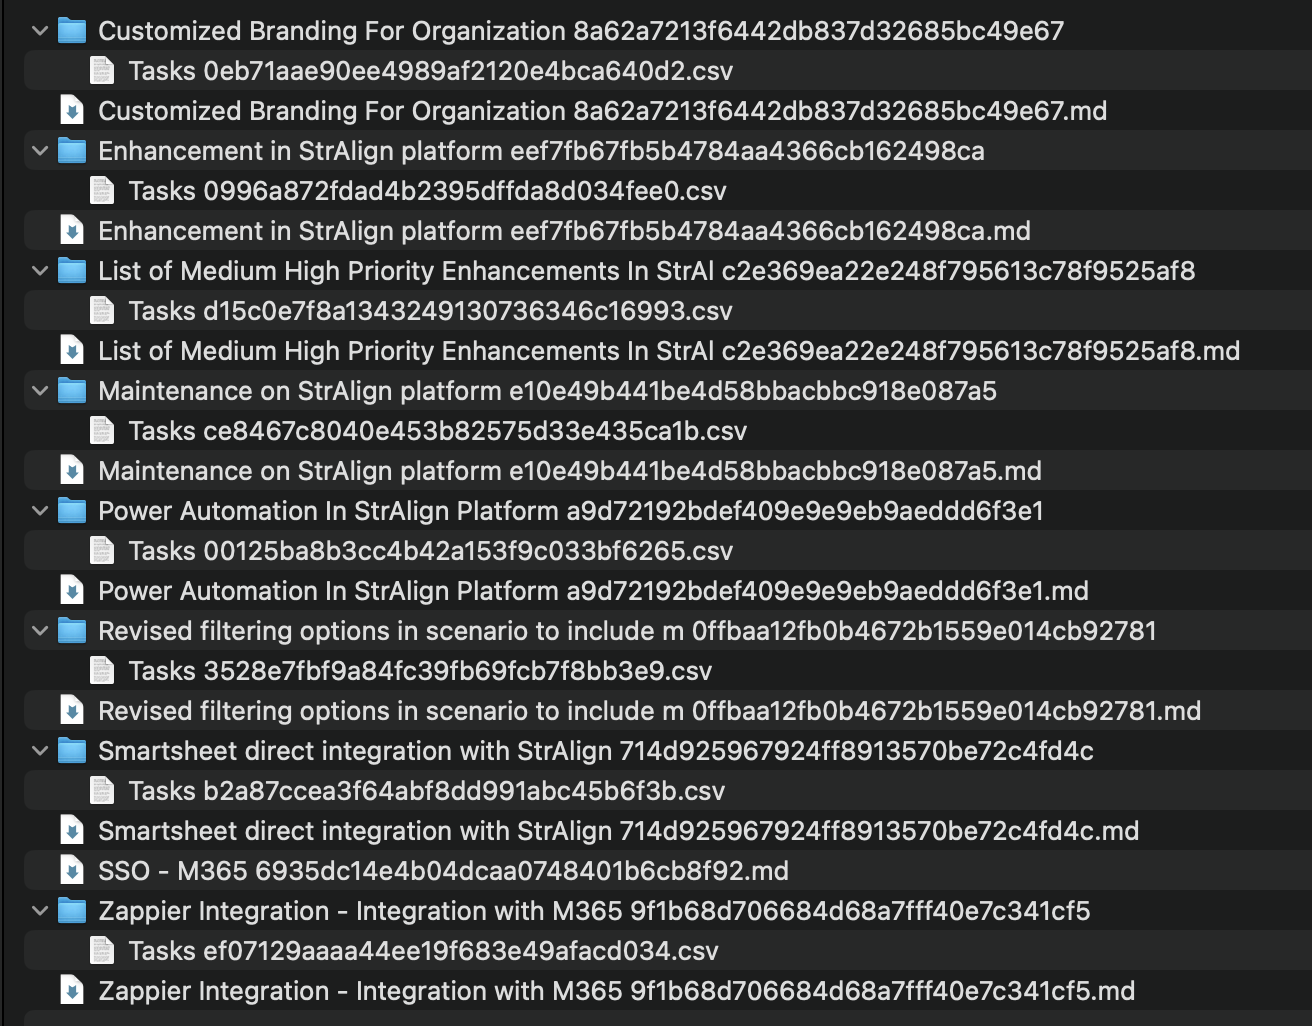 Customized Branding For Organization 8a62a7213f6442db837d32685bc49e67
Tasks 0eb71aae90ee4989af2120e4bca640d2.csv
Customized Branding For Organization 8a62a7213f6442db837d32685bc49e67.md
Enhancement in StrAlign platform eef7fb67fb5b4784aa4366cb162498ca
Tasks 0996a872fdad4b2395dffda8d034fee0.csv
Enhancement in StrAlign platform eef7fb67fb5b4784aa4366cb162498ca.md
List of Medium High Priority Enhancements In StrAl c2e369ea22e248f795613c78f9525af8
Tasks d15c0e7f8a1343249130736346c16993.csv
List of Medium High Priority Enhancements In StrAl c2e369ea22e248f795613c78f9525af8.md
Maintenance on StrAlign platform e10e49b441be4d58bbacbbc918e087a5
Tasks ce8467c8040e453b82575d33e435ca1b.csv
Maintenance on StrAlign platform e10e49b441be4d58bbacbbc918e087a5.md
Power Automation In StrAlign Platform a9d72192bdef409e9e9eb9aeddd6f3e1
Tasks 00125ba8b3cc4b42a153f9c033bf6265.csv
Power Automation In StrAlign Platform a9d72192bdef409e9e9eb9aeddd6f3e1.md
Revised filtering options in scenario to include m 0ffbaa12fb0b4672b1559e014cb92781
Tasks 3528e7fbf9a84fc39fb69fcb7f8bb3e9.csv
Revised filtering options in scenario to include m 0ffbaa12fb0b4672b1559e014cb92781.md
Smartsheet direct integration with StrAlign 714d925967924ff8913570be72c4fd4c
Tasks b2a87ccea3f64abf8dd991abc45b6f3b.csv
Smartsheet direct integration with StrAlign 714d925967924ff8913570be72c4fd4c.md
SSO - M365 6935dc14e4b04dcaa0748401b6cb8f92.md
Zappier Integration - Integration with M365 9f1b68d706684d68a7fff40e7c341cf5
Tasks ef07129aaaa44ee19f683e49afacd034.csv
Zappier Integration - Integration with M365 9f1b68d706684d68a7fff40e7c341cf5.md